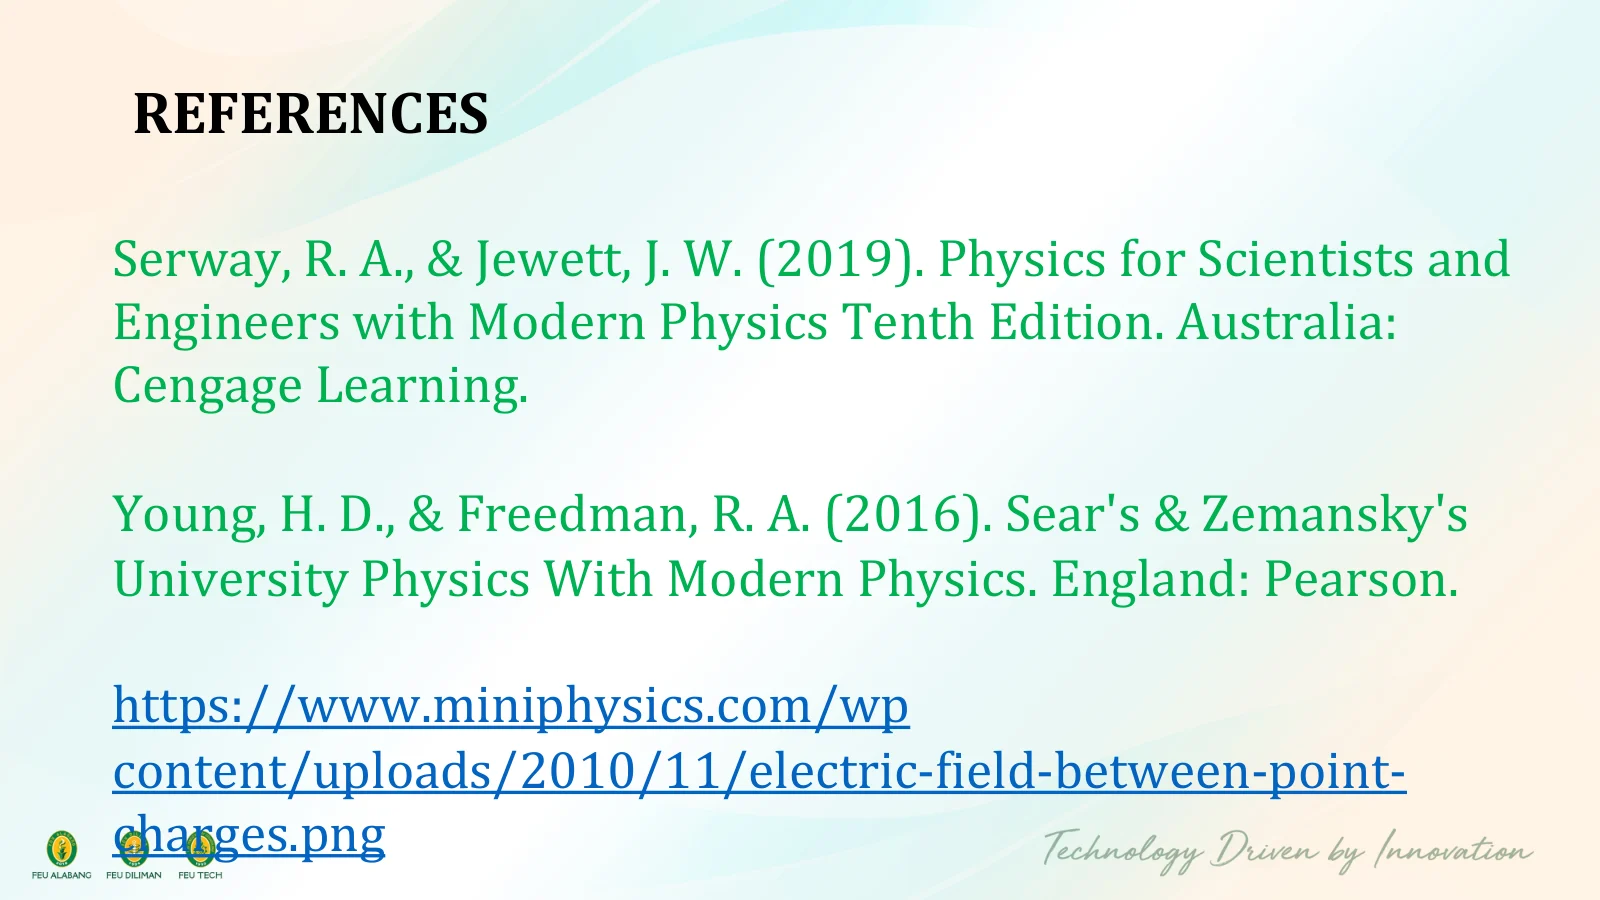 REFERENCES
Serway, R. A., & Jewett, J. W. (2019). Physics for Scientists and
Engineers with Modern Physics Tenth Edition. Australia:
Cengage Learning.
Young, H. D., & Freedman, R. A. (2016). Sear's & Zemansky's
University Physics With Modern Physics. England: Pearson.
https://www.miniphysics.com/wp
content/uploads/2010/11/electric-field-between-point-
charges.png
FEU ALABANG FEU DILIMAN FEU TECH
Technology Driven by Innovation